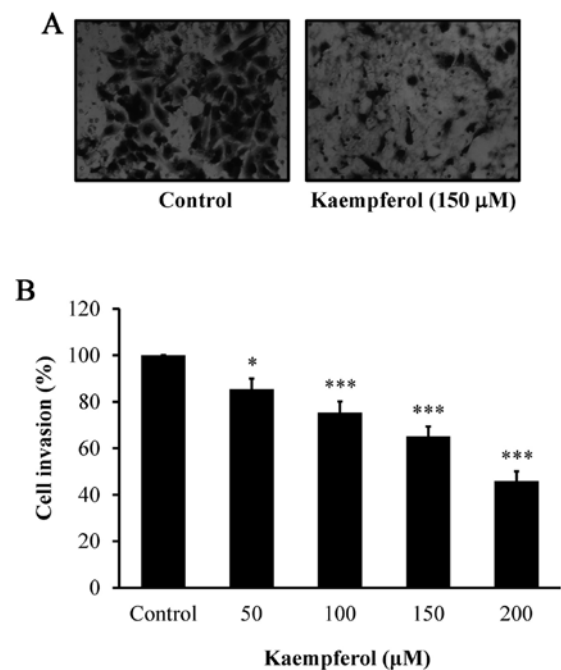 A
Control
Kaempferol (150 μM)
B
Cell invasion (%)
120
100
80
60
40
20
0
*
***
***
***
Control 50 100 150 200
Kaempferol (μM)